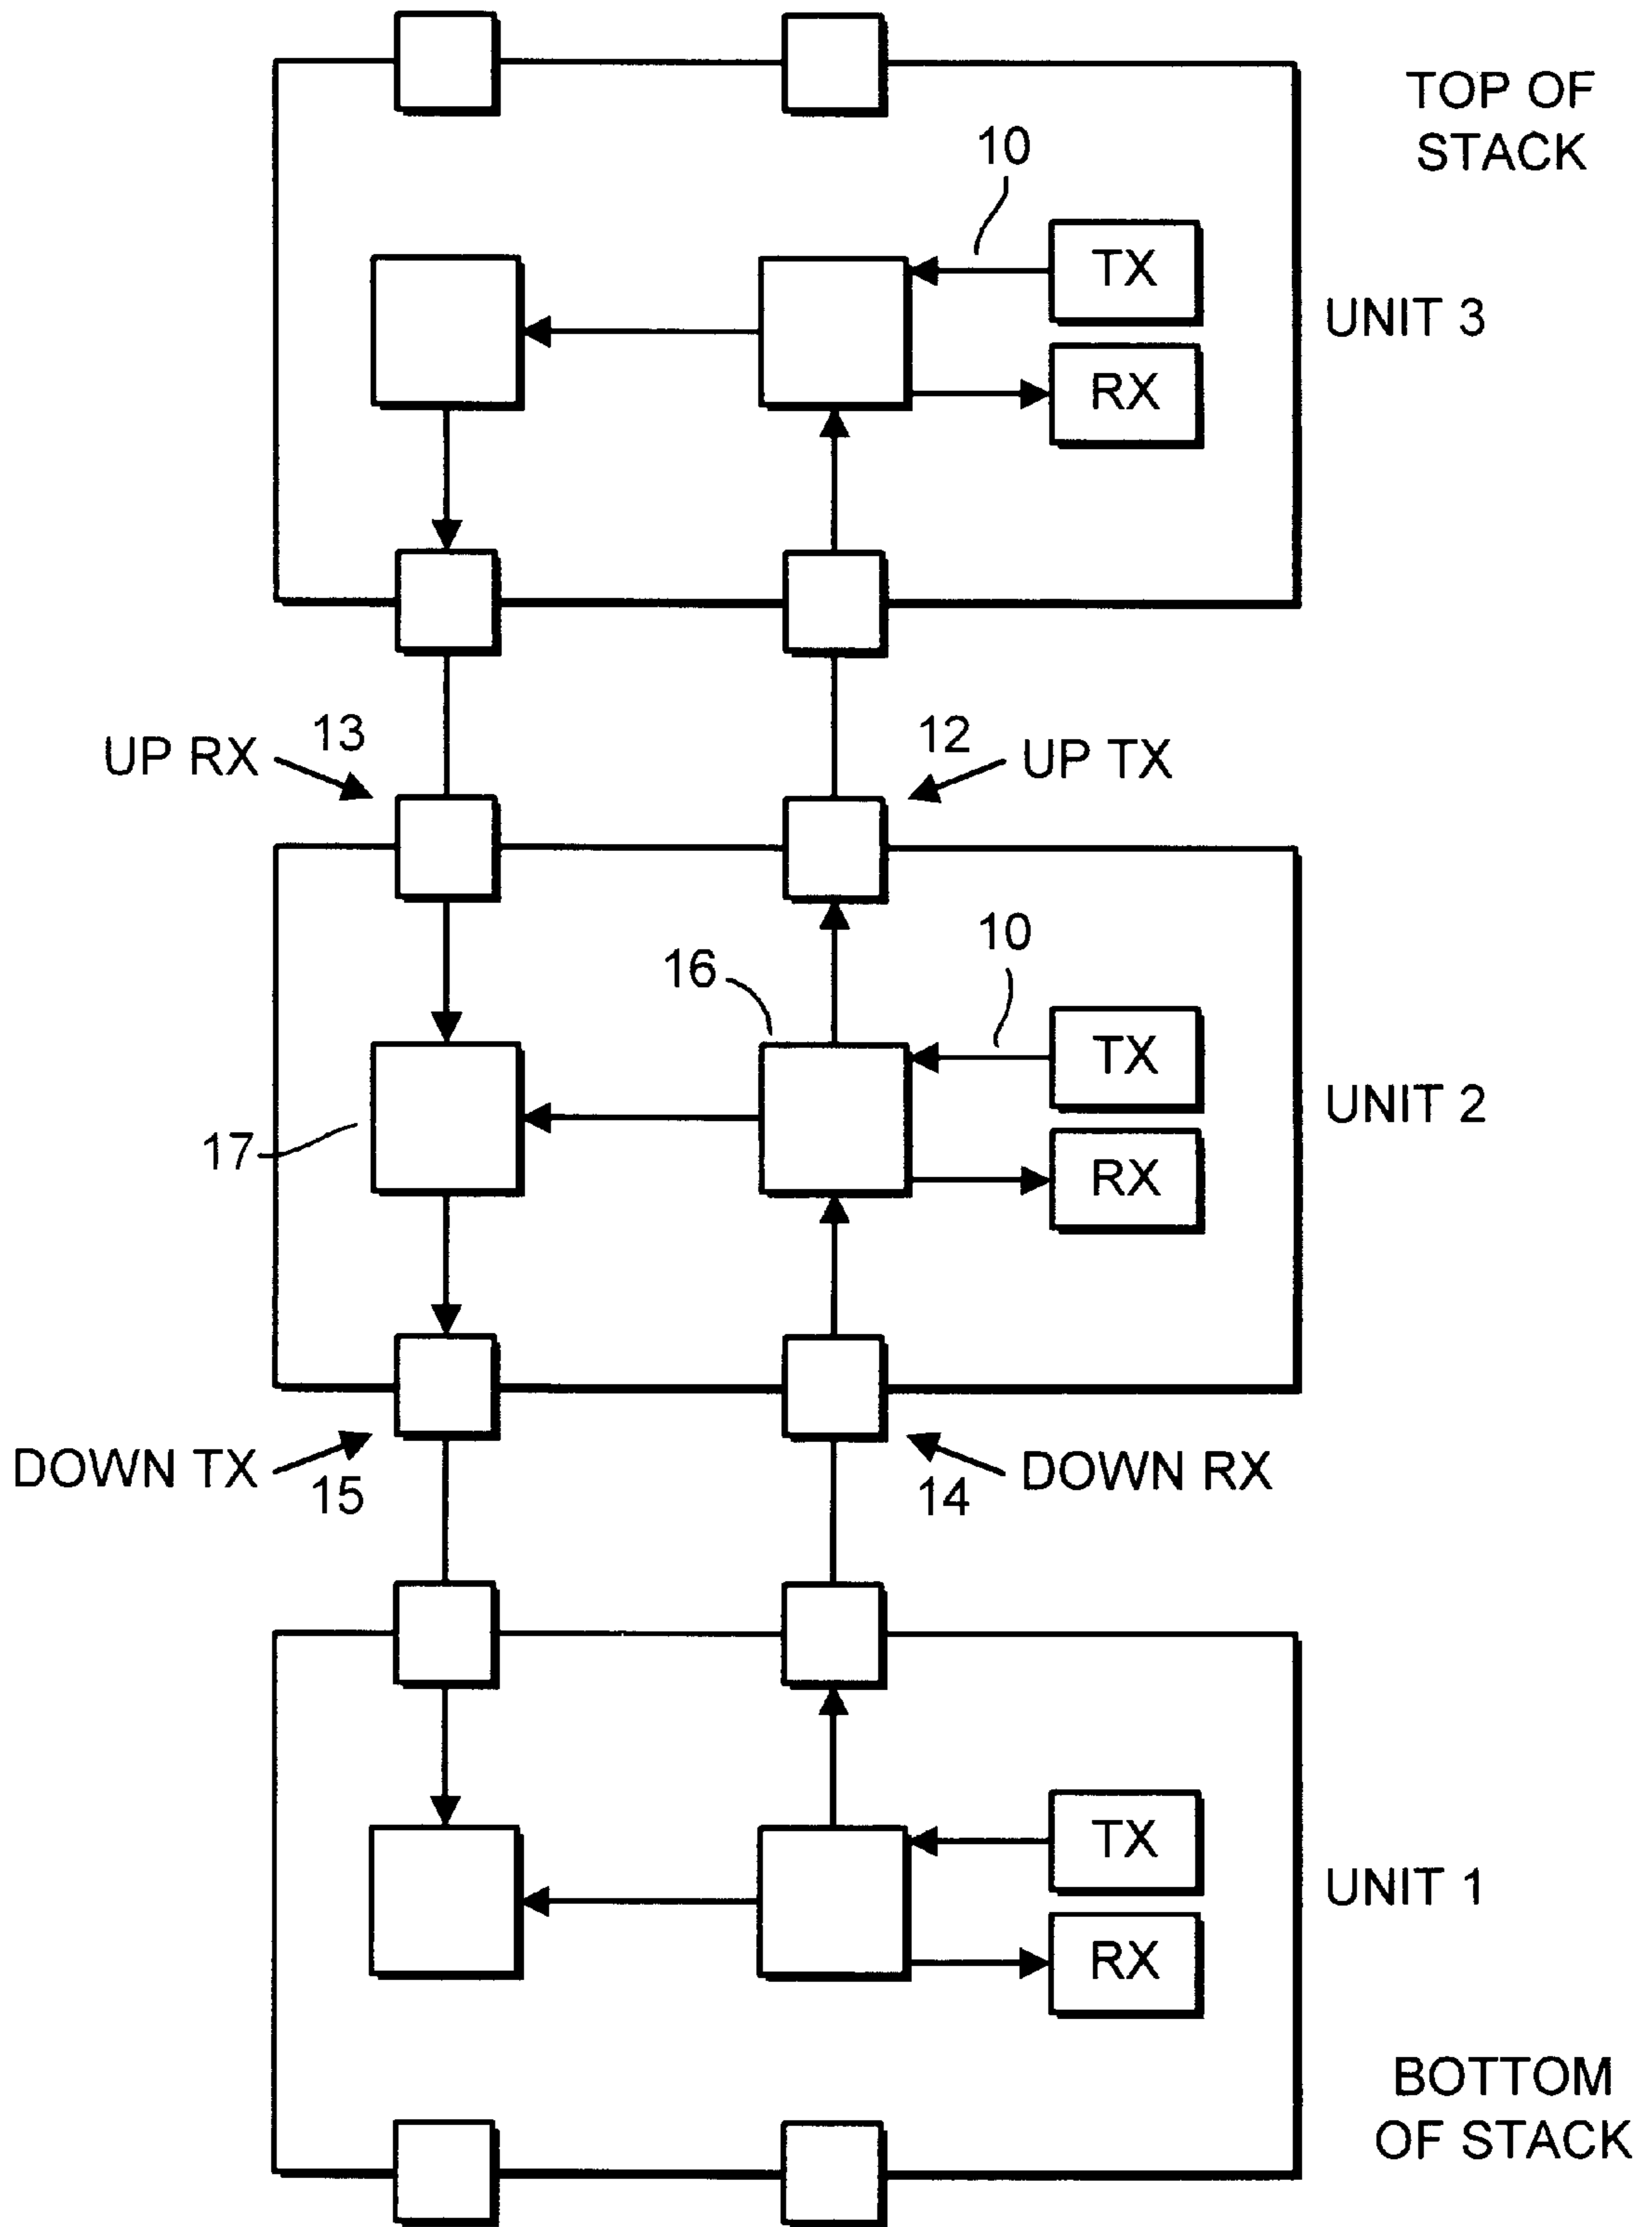 TOP OF
STACK
10
TX
UNIT 3
RX
13
UP RX
12
UP TX
10
16
TX
UNIT 2
17
RX
DOWN TX
15
DOWN RX
14
TX
UNIT 1
RX
BOTTOM
OF STACK